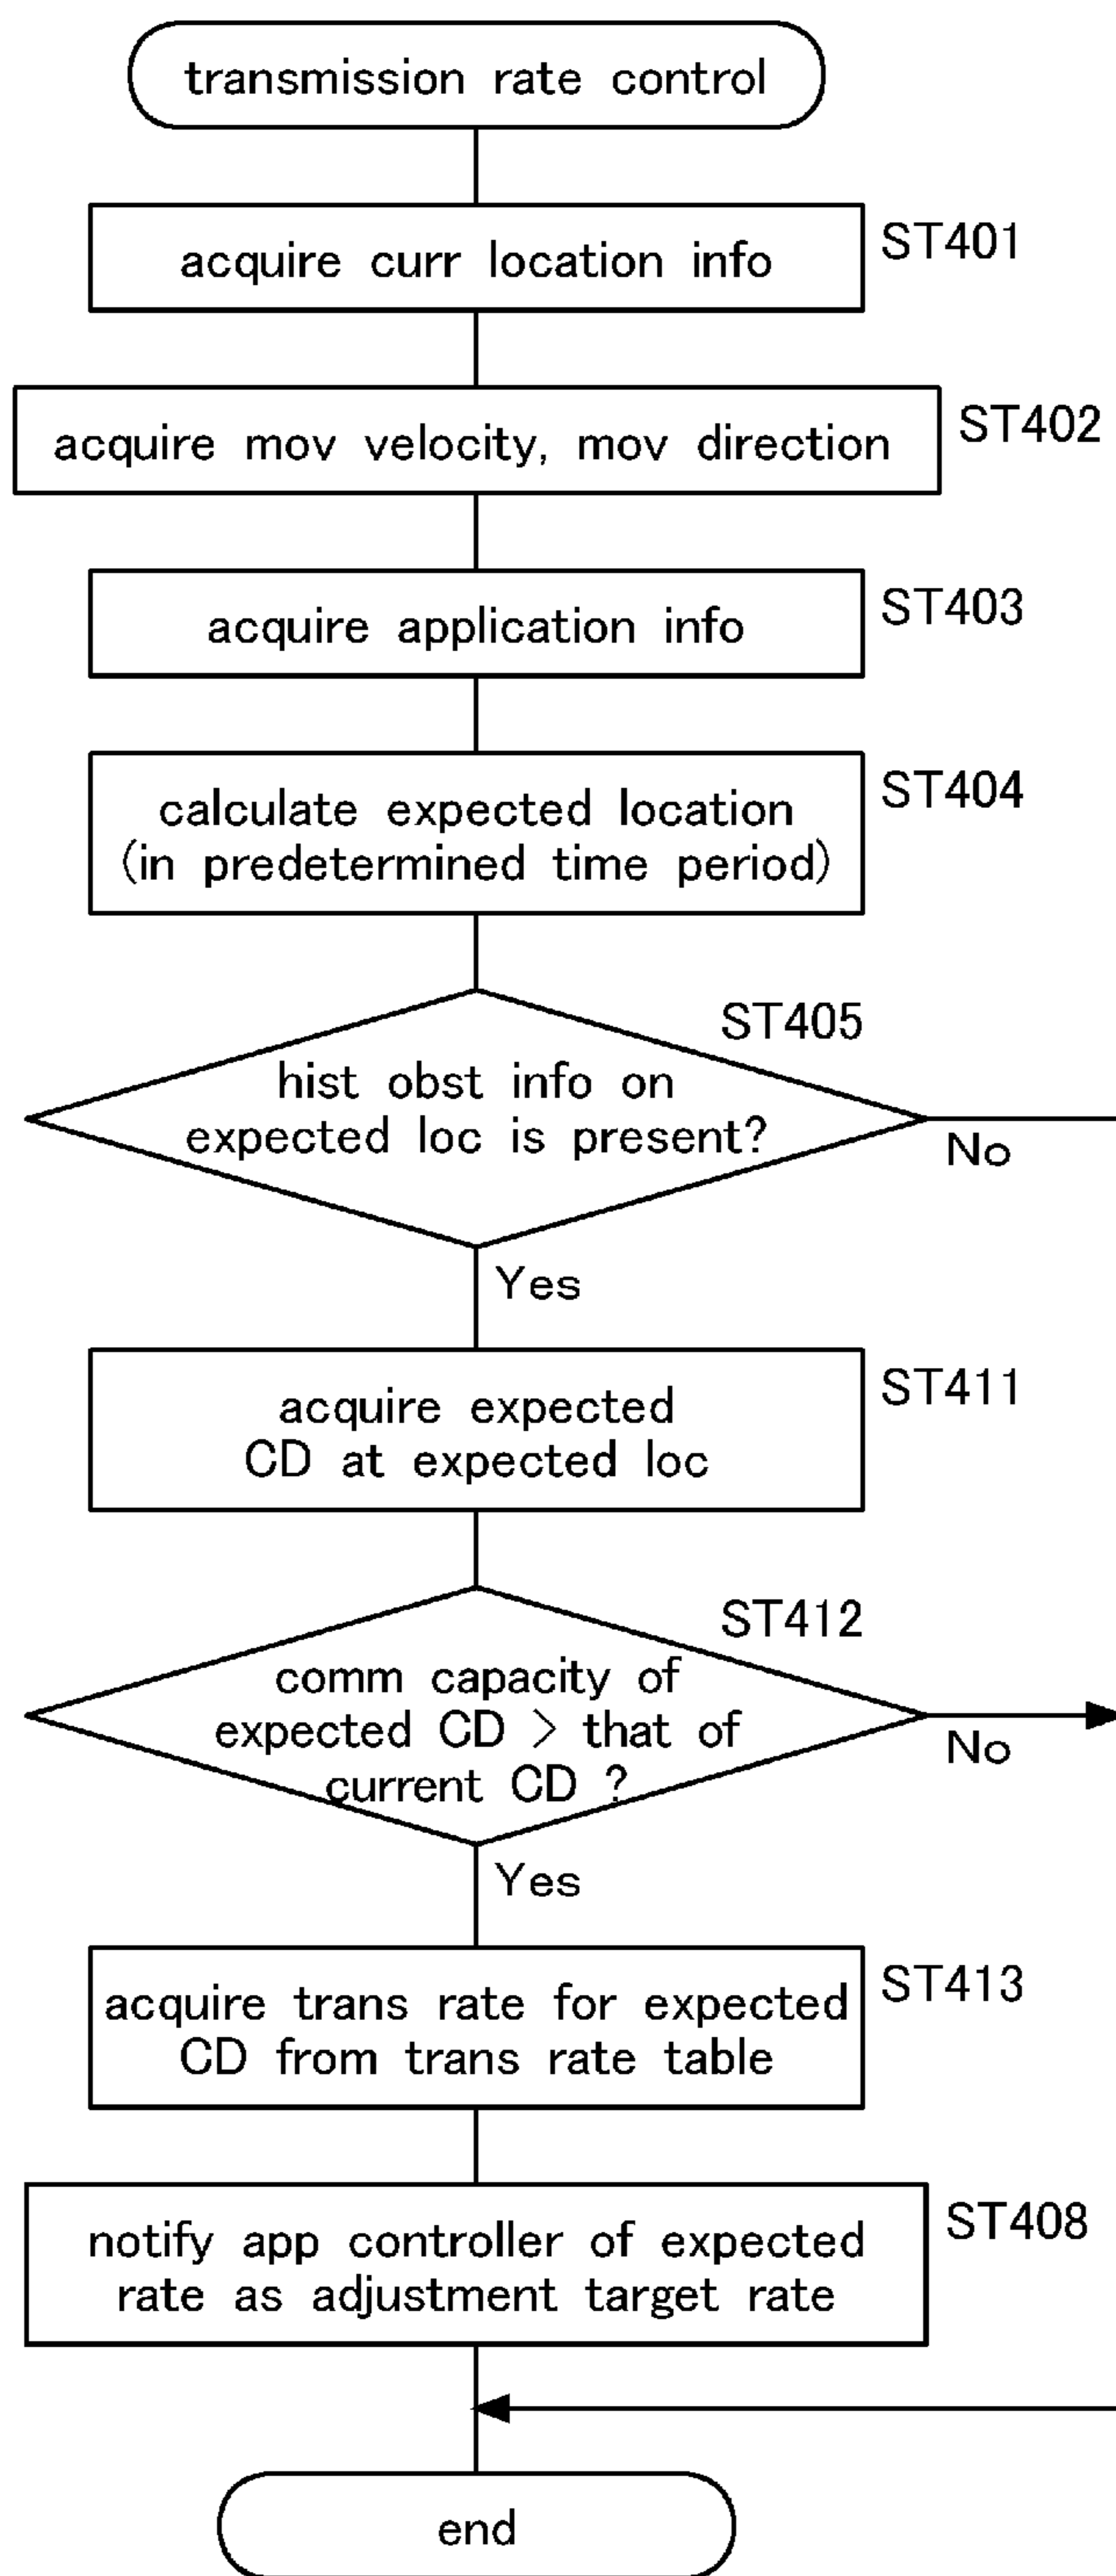 transmission rate control
acquire curr location info
ST401
acquire mov velocity, mov direction
ST402
acquire application info
ST403
calculate expected location
(in predetermined time period)
ST404
ST405
hist obst info on
expected loc is present?
No
Yes
acquire expected
CD at expected loc
ST411
ST412
comm capacity of
expected CD > that of
current CD ?
No
Yes
acquire trans rate for expected
CD from trans rate table
ST413
notify app controller of expected
rate as adjustment target rate
ST408
end